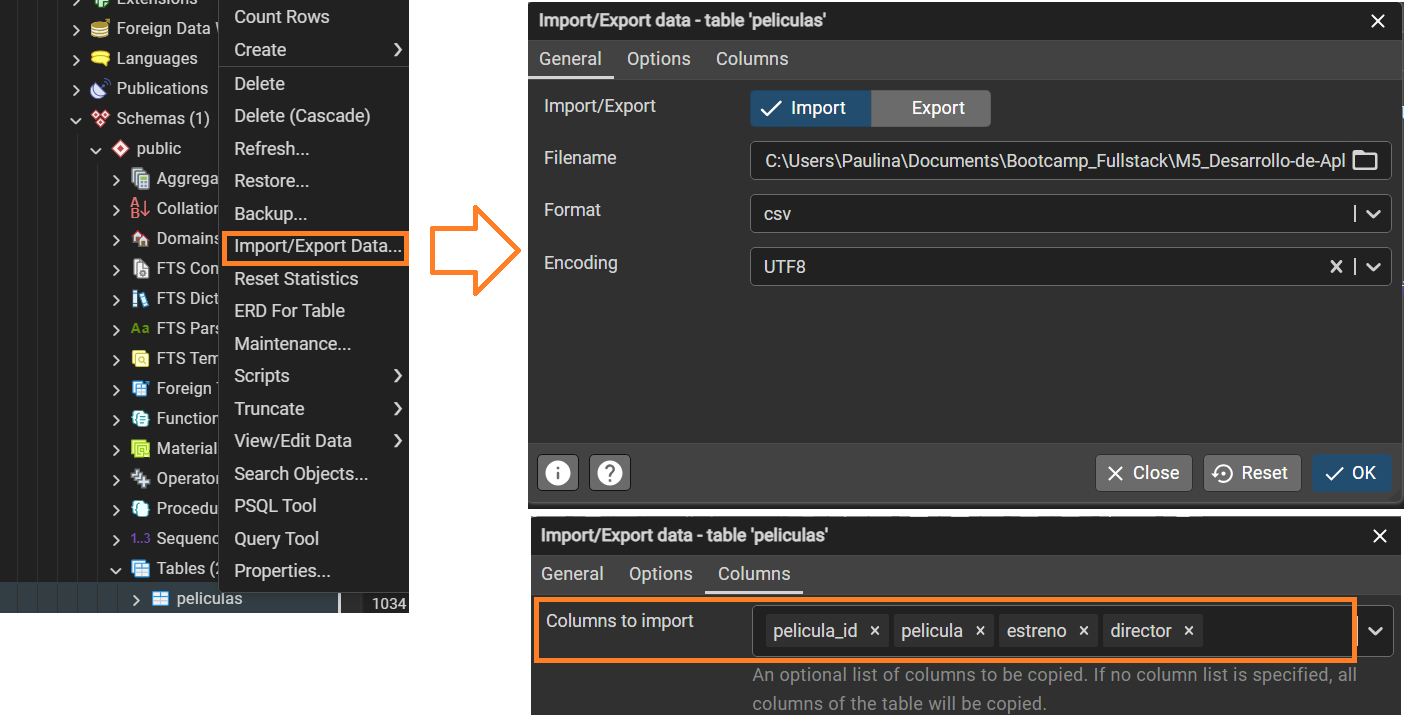 Extensions
Foreign Data
Languages
Publications
Schemas (1)
public
Aggrega
Collation
Domains
FTS Con
FTS Dict
FTS Pars
FTS Tem
Foreign
Function
Material
Operator
Procedu
1..3 Sequenc
Tables (2
peliculas
1034
Count Rows
Create
Delete
Delete (Cascade)
Refresh...
Restore...
Backup...
Import/Export Data...
Reset Statistics
ERD For Table
Maintenance...
Scripts
Truncate
View/Edit Data
Search Objects...
PSQL Tool
Query Tool
Properties...
Import/Export data - table 'peliculas'
General Options Columns
Import/Export Import Export
Filename C:\Users\Paulina\Documents\Bootcamp_Fullstack\M5_Desarrollo-de-Apl
Format csv
Encoding UTF8
Close Reset OK
Import/Export data - table 'peliculas'
General Options Columns
Columns to import pelicula_id pelicula estreno director
An optional list of columns to be copied. If no column list is specified, all
columns of the table will be copied.